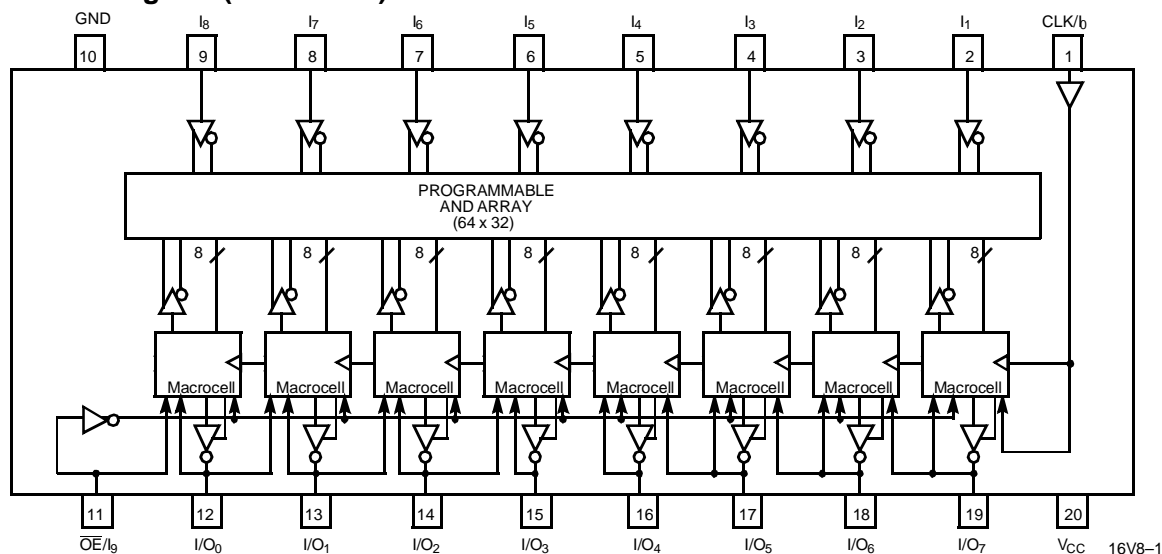 GND I8 I7 I6 I5 I4 I3 I2 I1 CLK/I0
10 9 8 7 6 5 4 3 2 1
PROGRAMMABLE
AND ARRAY
(64 x 32)
8 8 8 8 8 8 8 8
Macrocell Macrocell Macrocell Macrocell Macrocell Macrocell Macrocell Macrocell
11 12 13 14 15 16 17 18 19 20
O̅E̅/I9 I/O0 I/O1 I/O2 I/O3 I/O4 I/O5 I/O6 I/O7 VCC 16V8–1